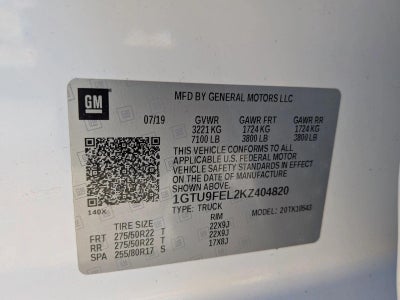 GM
MFD BY GENERAL MOTORS LLC
07/19 GVWR GAWR FRT GAWR RR
3221 KG 1724 KG 1724 KG
7100 LB 3800 LB 3800 LB
THIS VEHICLE CONFORMS TO ALL
APPLICABLE U.S. FEDERAL MOTOR
VEHICLE SAFETY STANDARDS IN EFFECT
ON THE DATE OF MANUFACTURE
SHOWN ABOVE.
1GTU9FEL2KZ404820
140X
TYPE: TRUCK MODEL: 20TK10543
TIRE SIZE RIM
FRT 275/50R22 T 22X9J
RR 275/50R22 T 22X9J
SPA 255/80R17 S 17X8J